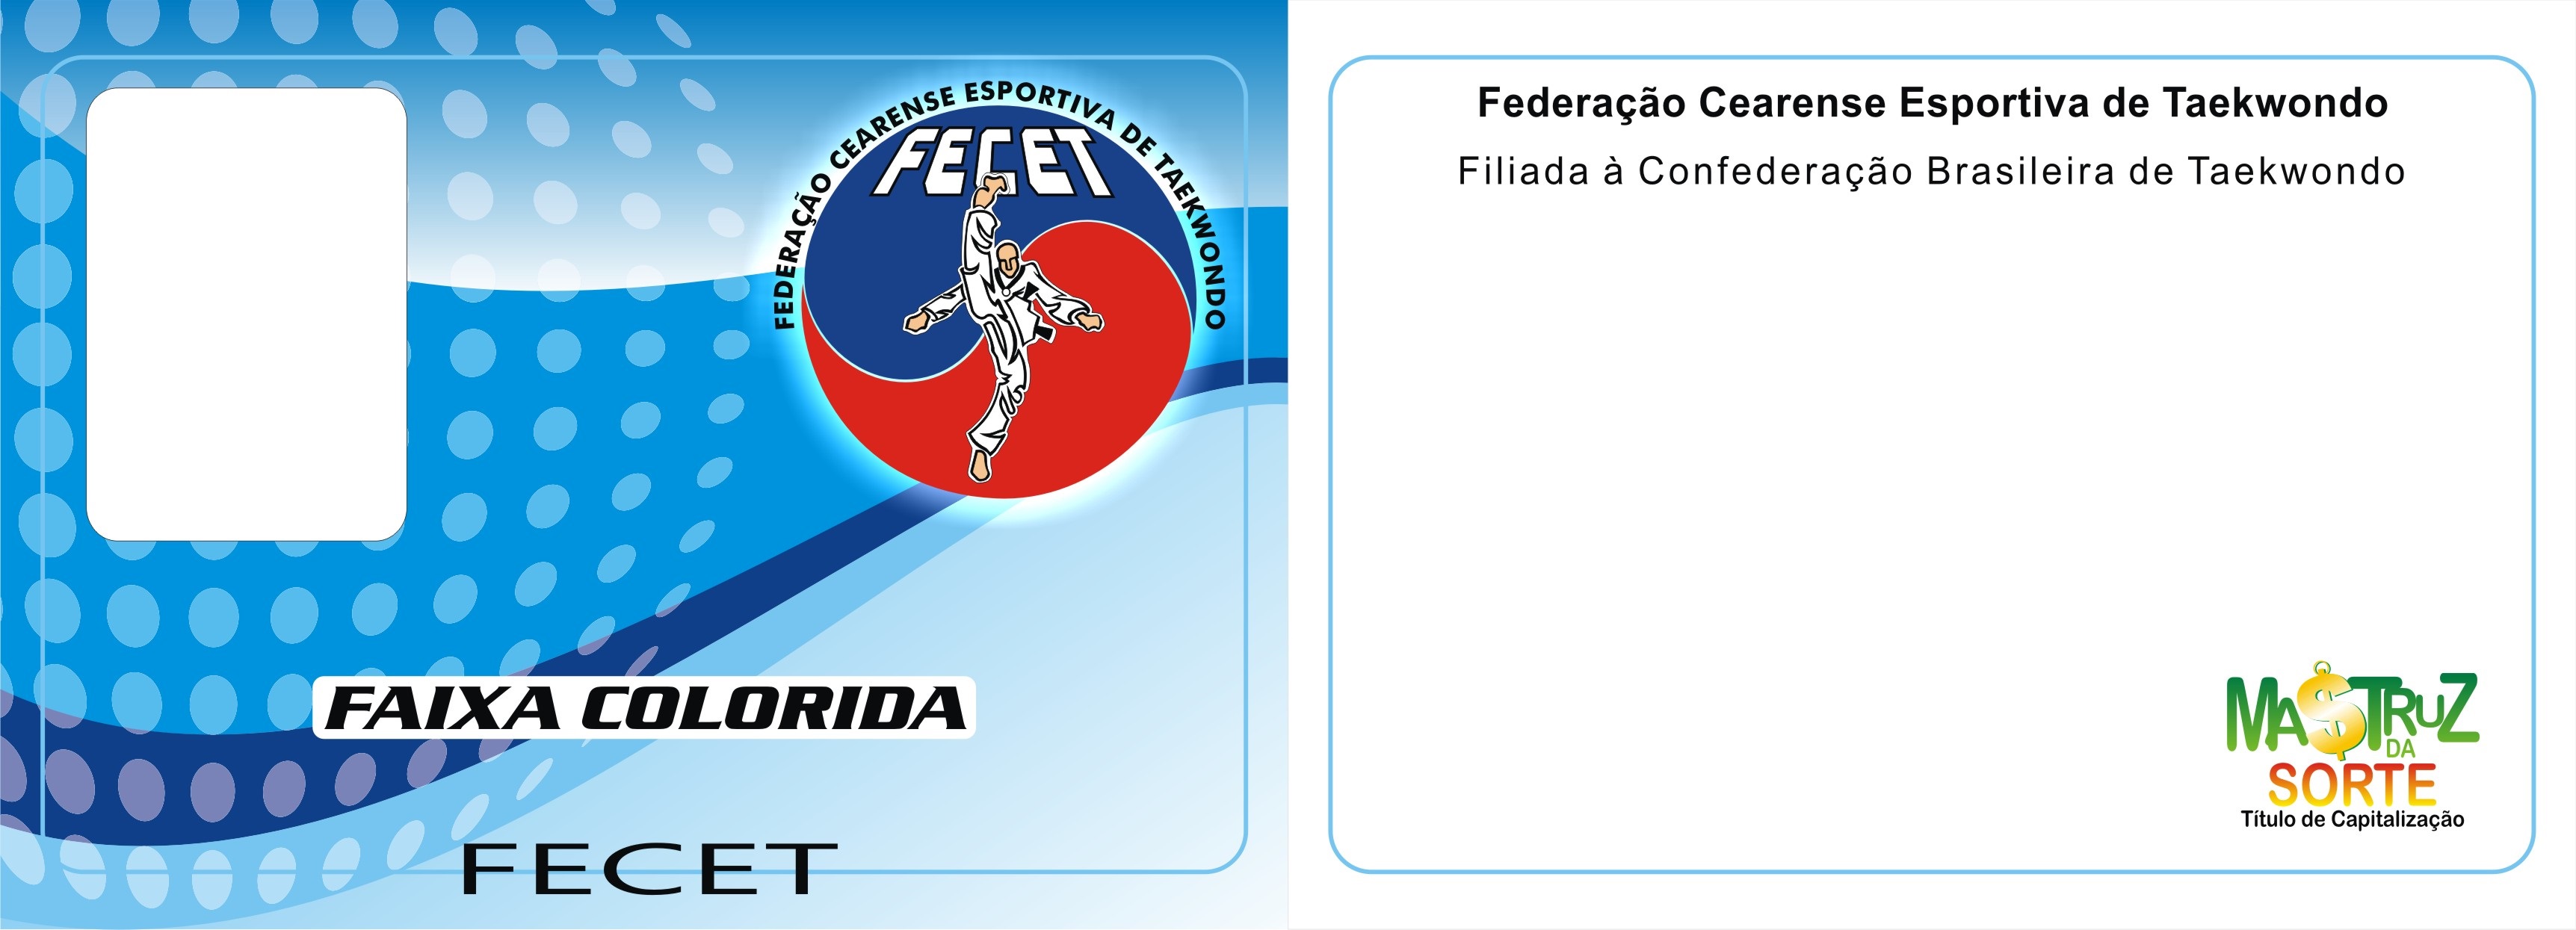 FEDERAÇÃO CEARENSE ESPORTIVA DE TAEKWONDO
FECET
FAIXA COLORIDA
FECET
Federação Cearense Esportiva de Taekwondo
Filiada à Confederação Brasileira de Taekwondo
MA$TRUZ
DA
SORTE
Título de Capitalização